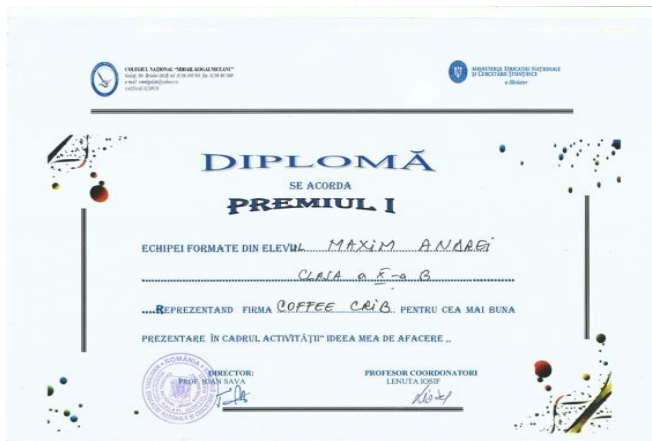 COLEGIUL NAȚIONAL "MIHAIL KOGALNICEANU"
MINISTERUL EDUCAȚIEI NAȚIONALE
ȘI CERCETĂRII ȘTIINȚIFICE
DIPLOMĂ
SE ACORDA
PREMIUL I
ECHIPEI FORMATE DIN ELEVUL MAXIM ANDREI
CLASA a X-a B
....REPREZENTAND FIRMA COFFEE CRIB PENTRU CEA MAI BUNA
PREZENTARE ÎN CADRUL ACTIVITĂȚII" IDEEA MEA DE AFACERE ,,
DIRECTOR:
PROF. IOAN SAVA
PROFESOR COORDONATORI
LENUTA IOSIF
ROMÂNIA